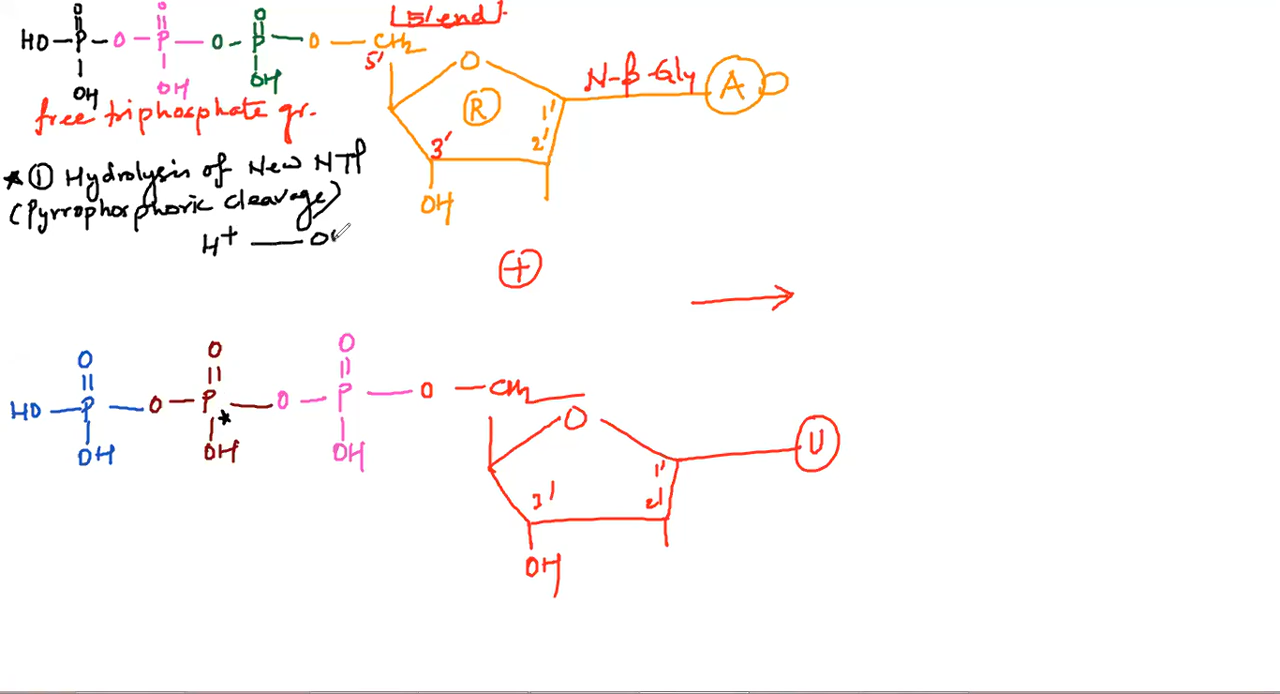 [5' end].
O O O
HO-P-O-P-O-P-O-CH2
5'
O
OH OH OH
N-β-Gly
A
R
1'
2'
3'
OH
free triphosphate gr.
* ① Hydrolysis of New NTP
(Pyrrophosphoric cleavage)
H+ — O
+
O O O
HO-P-O-P-O-P-O-CH2
*
O
OH OH OH
U
1'
3' 2'
OH